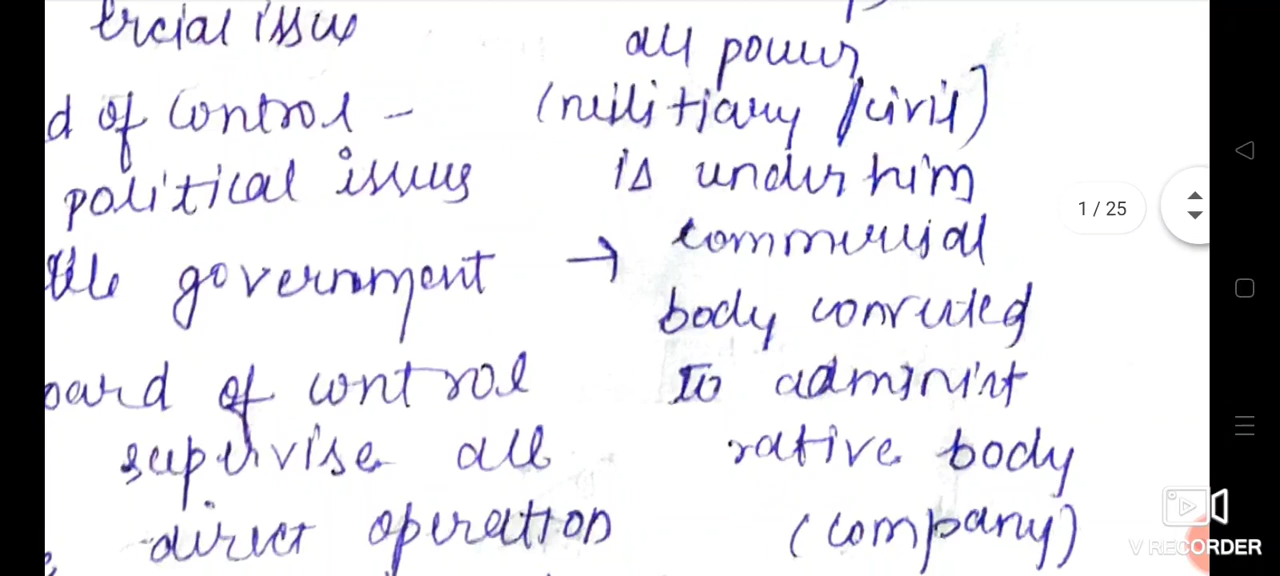 ercial issue
d of control -
political issues
the government
oard of control
supervise all
direct operation
all power
(militiary / civil)
is under him
→ commercial
body converted
to administ
rative body
(company)
1 / 25
V RECORDER